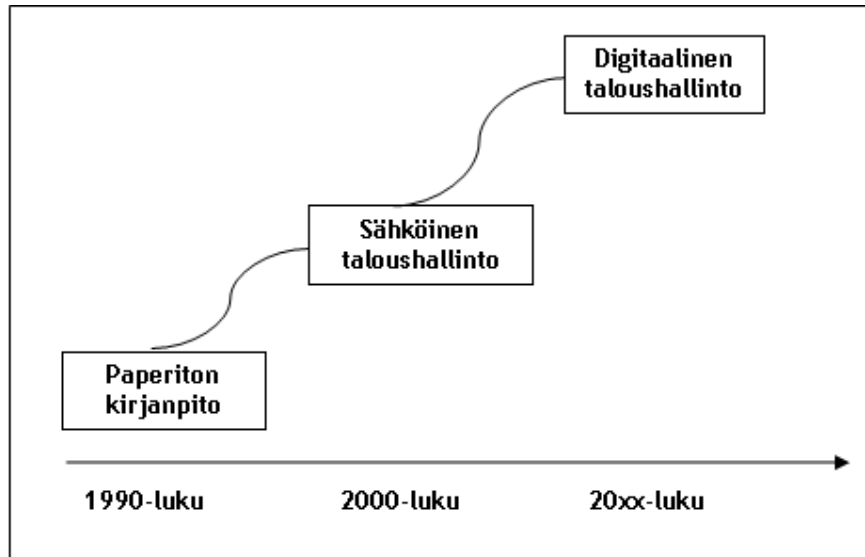 Digitaalinen
taloushallinto
Sähköinen
taloushallinto
Paperiton
kirjanpito
1990-luku
2000-luku
20xx-luku